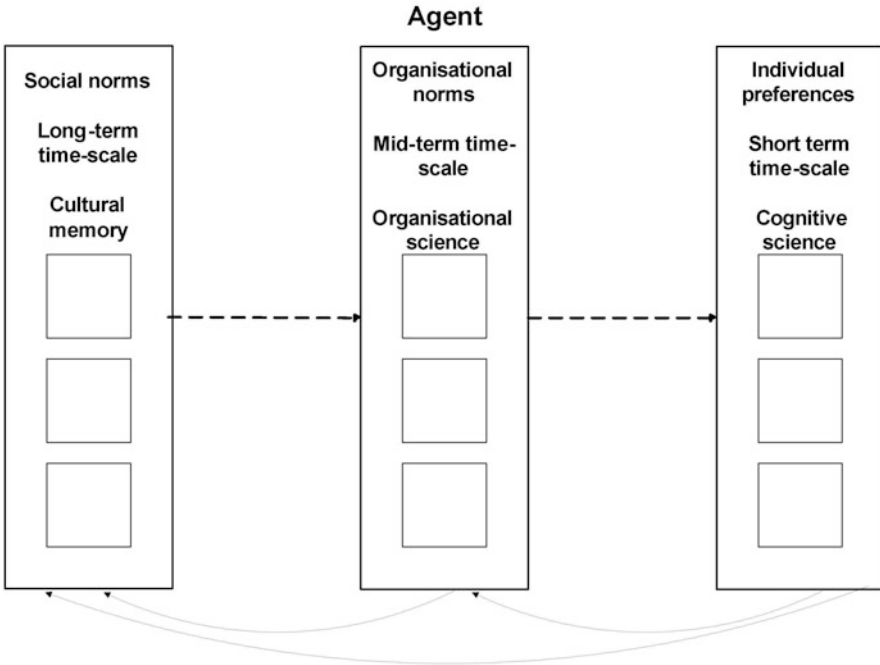 Agent
Social norms
Long-term
time-scale
Cultural
memory
Organisational
norms
Mid-term time-
scale
Organisational
science
Individual
preferences
Short term
time-scale
Cognitive
science